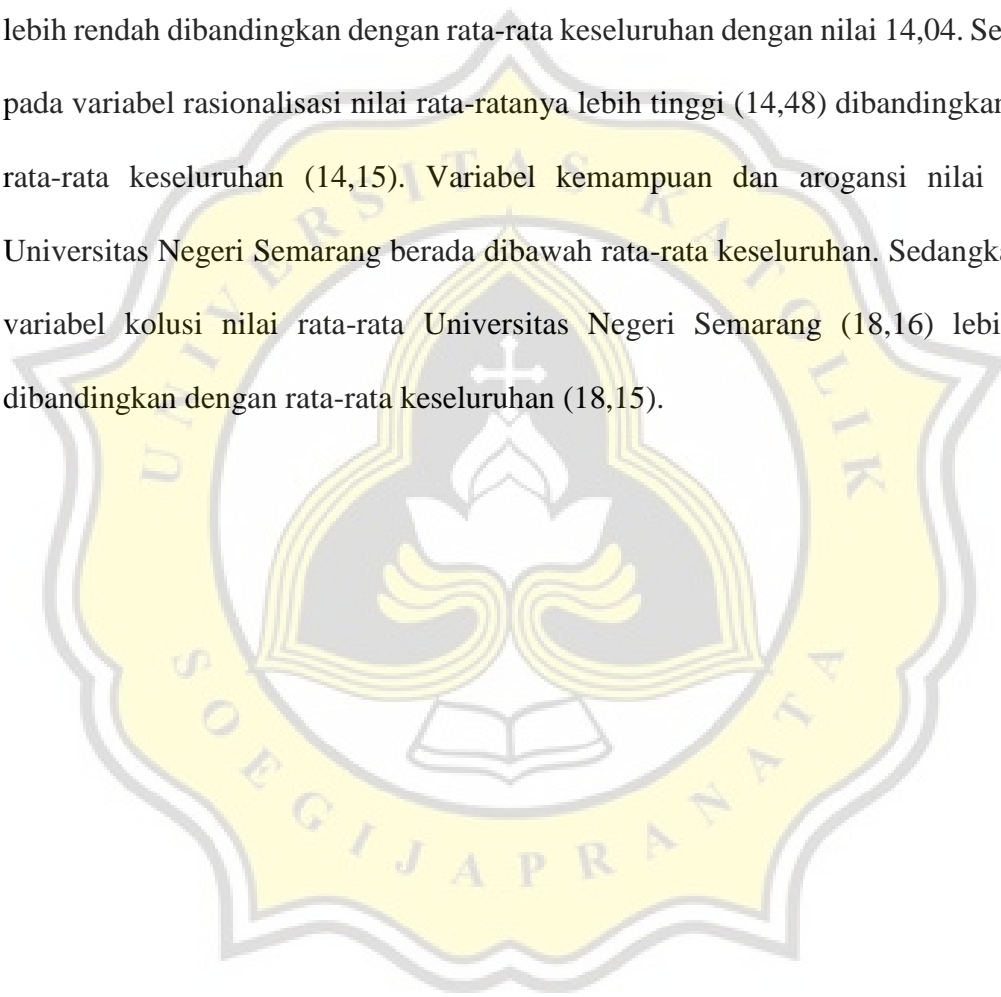 lebih rendah dibandingkan dengan rata-rata keseluruhan dengan nilai 14,04. Se
pada variabel rasionalisasi nilai rata-ratanya lebih tinggi (14,48) dibandingkan
rata-rata keseluruhan (14,15). Variabel kemampuan dan arogansi nilai
Universitas Negeri Semarang berada dibawah rata-rata keseluruhan. Sedangka
variabel kolusi nilai rata-rata Universitas Negeri Semarang (18,16) lebi
dibandingkan dengan rata-rata keseluruhan (18,15).
UNIVERSITAS KATOLIK
SOEGIJAPRANATA